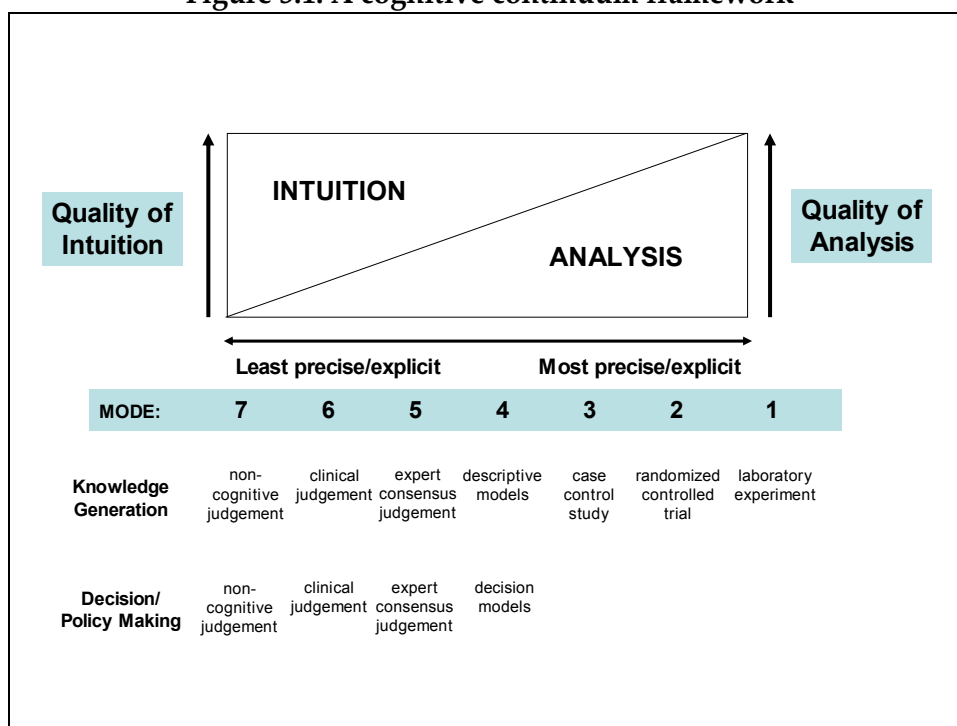 Figure 3.1. A cognitive continuum framework
INTUITION
ANALYSIS
Quality of
Intuition
Quality of
Analysis
Least precise/explicit Most precise/explicit
MODE: 7 6 5 4 3 2 1
Knowledge
Generation
non-
cognitive
judgement
clinical
judgement
expert
consensus
judgement
descriptive
models
case
control
study
randomized
controlled
trial
laboratory
experiment
Decision/
Policy Making
non-
cognitive
judgement
clinical
judgement
expert
consensus
judgement
decision
models